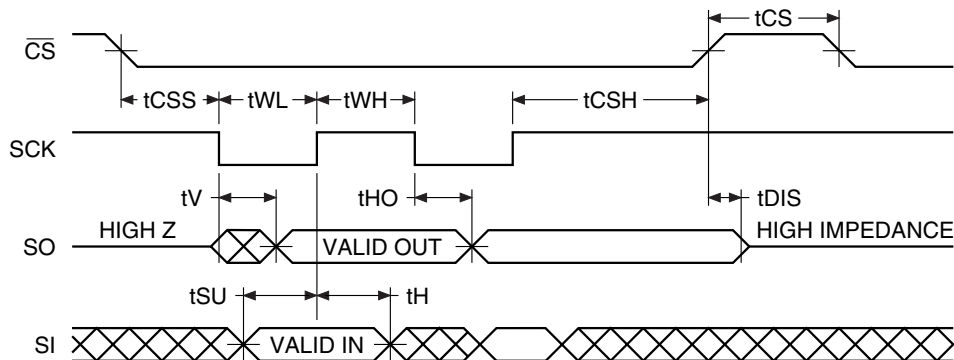 tCS
CS
tCSS tWL tWH tCSH
SCK
tV tHO tDIS
HIGH Z VALID OUT HIGH IMPEDANCE
SO
tSU tH
SI VALID IN